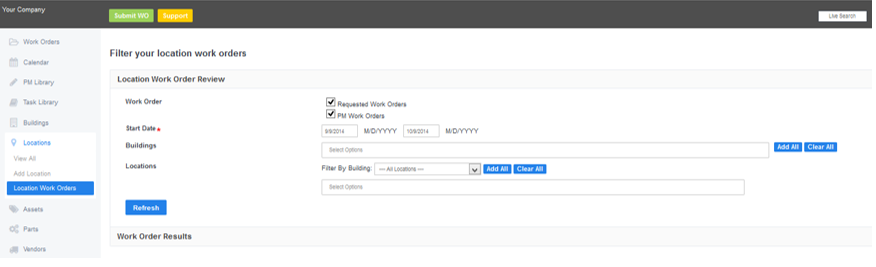 Your Company
Submit WO Support
Live Search
Work Orders
Calendar
PM Library
Task Library
Buildings
Locations
View All
Add Location
Location Work Orders
Assets
Parts
Vendors
Filter your location work orders
Location Work Order Review
Work Order
Requested Work Orders
PM Work Orders
Start Date* 9/9/2014 M/D/YYYY 10/9/2014 M/D/YYYY
Buildings Select Options Add All Clear All
Locations Filter By Building: --- All Locations --- Add All Clear All
Select Options
Refresh
Work Order Results